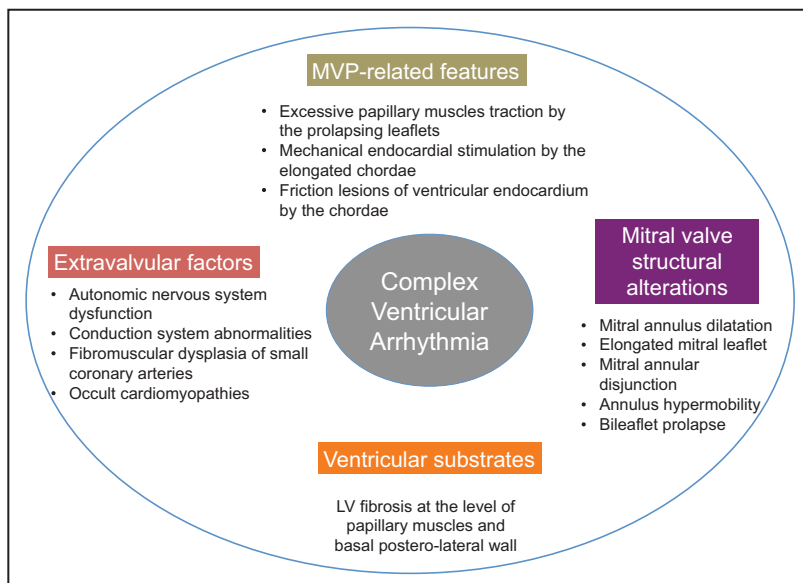 MVP-related features
• Excessive papillary muscles traction by
the prolapsing leaflets
• Mechanical endocardial stimulation by the
elongated chordae
• Friction lesions of ventricular endocardium
by the chordae
Extravalvular factors
• Autonomic nervous system
dysfunction
• Conduction system abnormalities
• Fibromuscular dysplasia of small
coronary arteries
• Occult cardiomyopathies
Complex
Ventricular
Arrhythmia
Mitral valve
structural
alterations
• Mitral annulus dilatation
• Elongated mitral leaflet
• Mitral annular
disjunction
• Annulus hypermobility
• Bileaflet prolapse
Ventricular substrates
LV fibrosis at the level of
papillary muscles and
basal postero-lateral wall